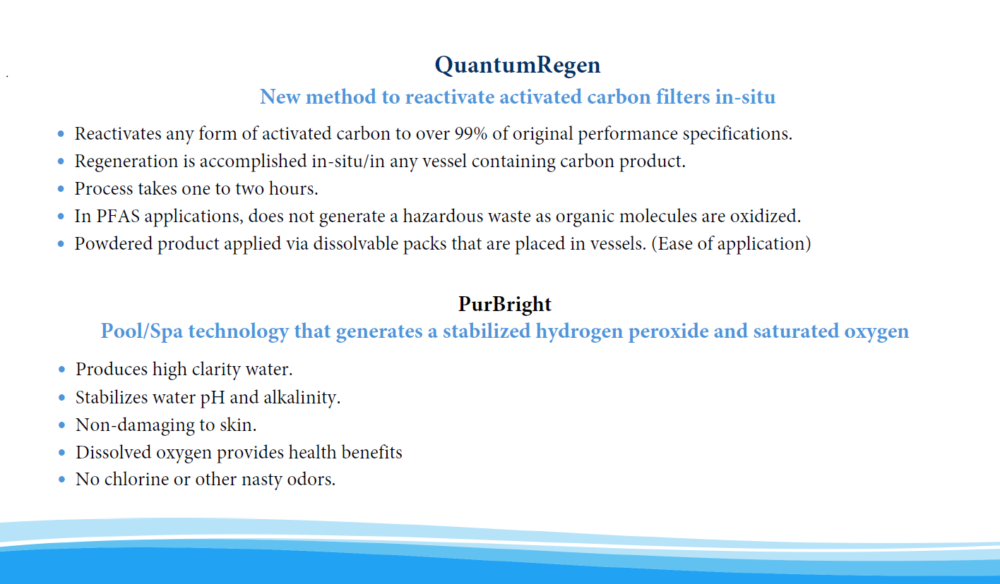 QuantumRegen
New method to reactivate activated carbon filters in-situ
• Reactivates any form of activated carbon to over 99% of original performance specifications.
• Regeneration is accomplished in-situ/in any vessel containing carbon product.
• Process takes one to two hours.
• In PFAS applications, does not generate a hazardous waste as organic molecules are oxidized.
• Powdered product applied via dissolvable packs that are placed in vessels. (Ease of application)
PurBright
Pool/Spa technology that generates a stabilized hydrogen peroxide and saturated oxygen
• Produces high clarity water.
• Stabilizes water pH and alkalinity.
• Non-damaging to skin.
• Dissolved oxygen provides health benefits
• No chlorine or other nasty odors.